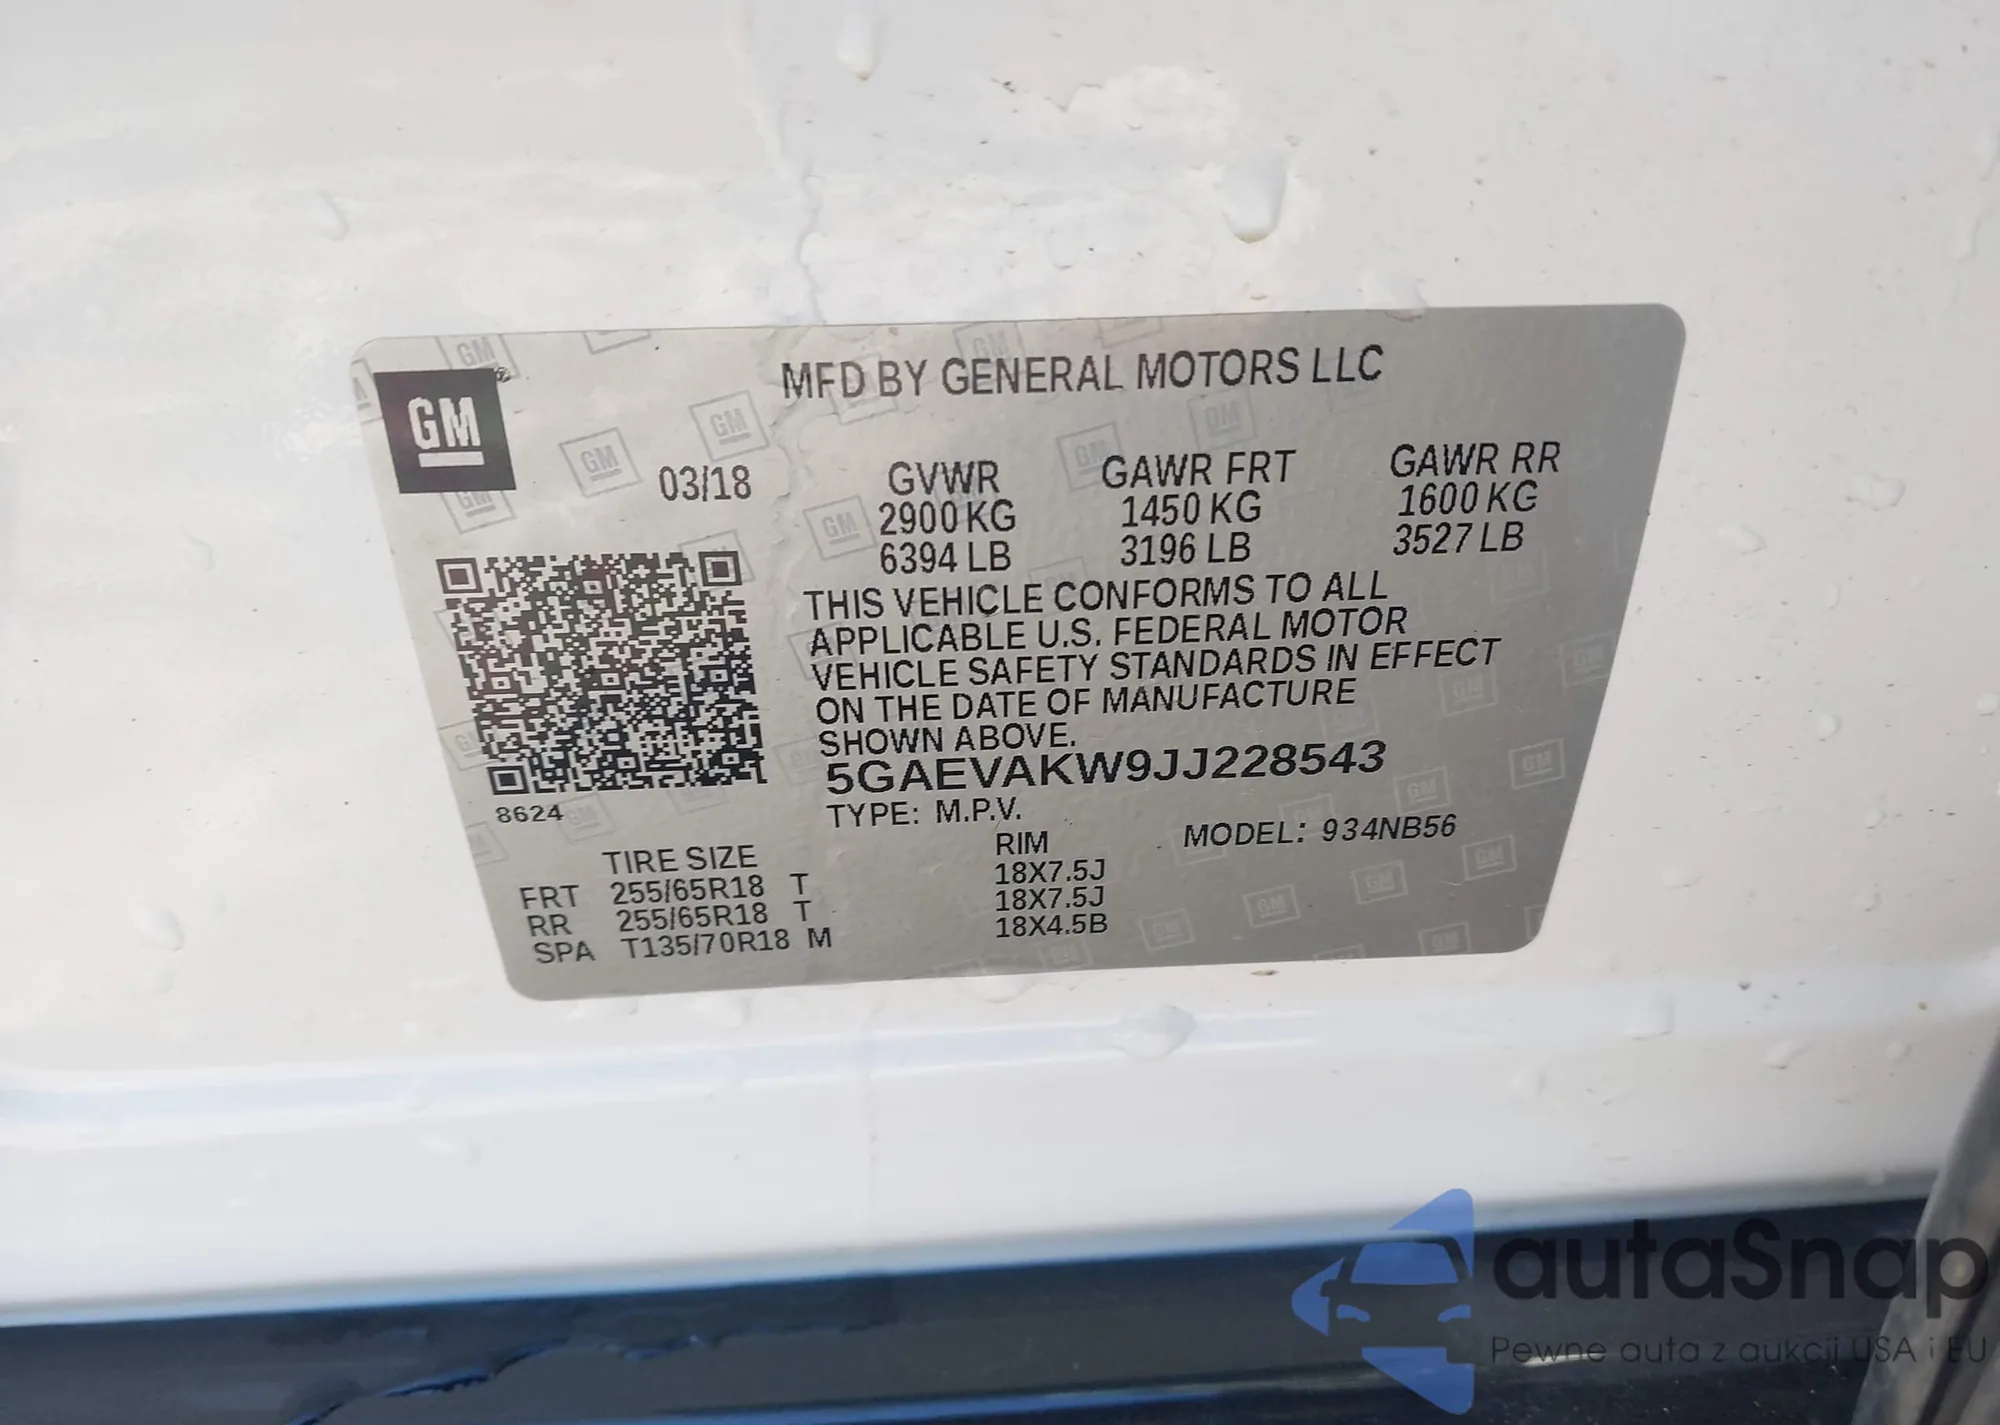 GM
MFD BY GENERAL MOTORS LLC
03/18
GVWR GAWR FRT GAWR RR
2900 KG 1450 KG 1600 KG
6394 LB 3196 LB 3527 LB
THIS VEHICLE CONFORMS TO ALL
APPLICABLE U.S. FEDERAL MOTOR
VEHICLE SAFETY STANDARDS IN EFFECT
ON THE DATE OF MANUFACTURE
SHOWN ABOVE.
5GAEVAKW9JJ228543
8624
TYPE: M.P.V.
MODEL: 934NB56
TIRE SIZE RIM
FRT 255/65R18 T 18X7.5J
RR 255/65R18 T 18X7.5J
SPA T135/70R18 M 18X4.5B
autaSnap
Pewne auta z aukcji USA i EU